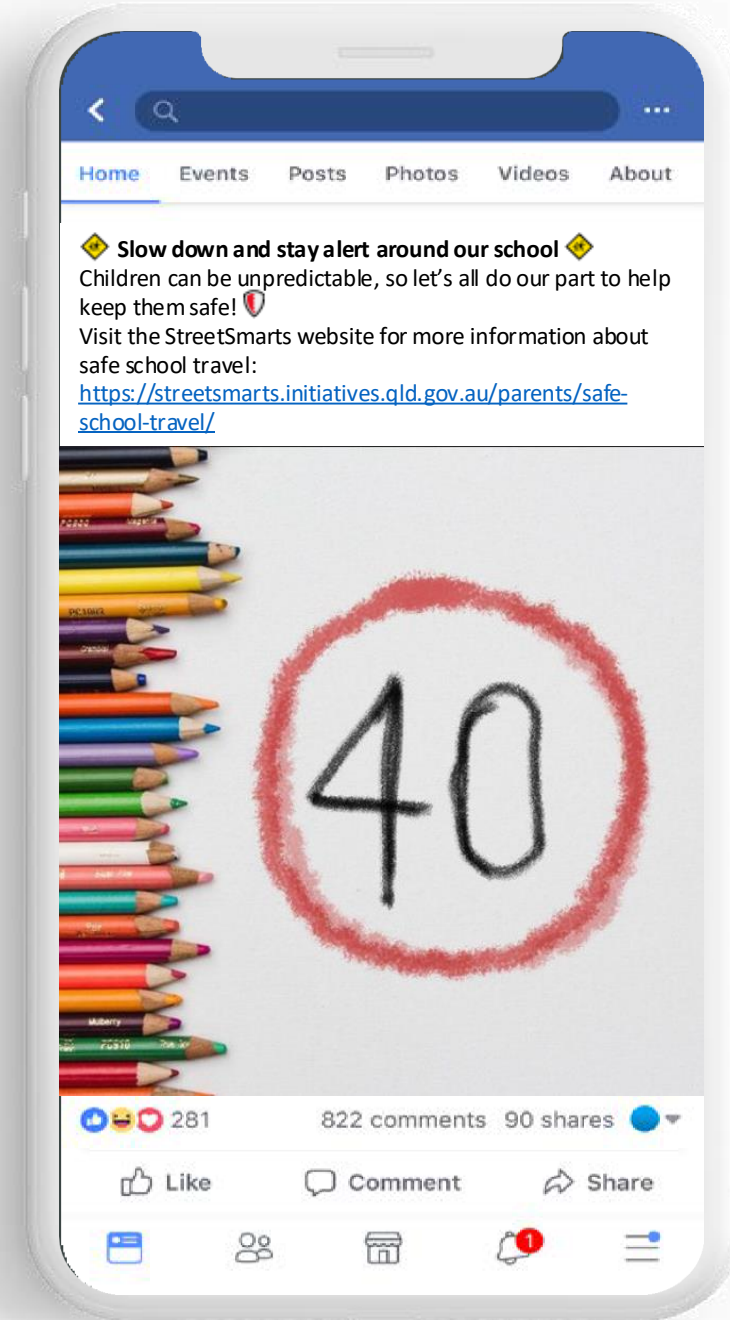 Home Events Posts Photos Videos About
Slow down and stay alert around our school
Children can be unpredictable, so let's all do our part to help
keep them safe!
Visit the StreetSmarts website for more information about
safe school travel:
https://streetsmarts.initiatives.qld.gov.au/parents/safe-
school-travel/
40
Mulberry
281 822 comments 90 shares
Like Comment Share
1